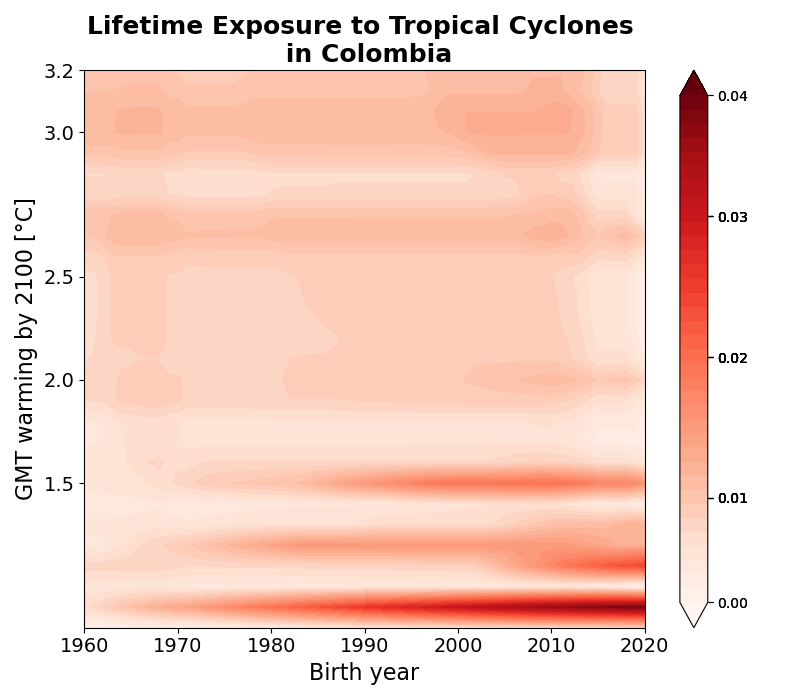 Lifetime Exposure to Tropical Cyclones
in Colombia
GMT warming by 2100 [°C]
3.2
3.0
2.5
2.0
1.5
1960 1970 1980 1990 2000 2010 2020
Birth year
0.04
0.03
0.02
0.01
0.00